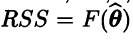 RSS = F(θ̂)